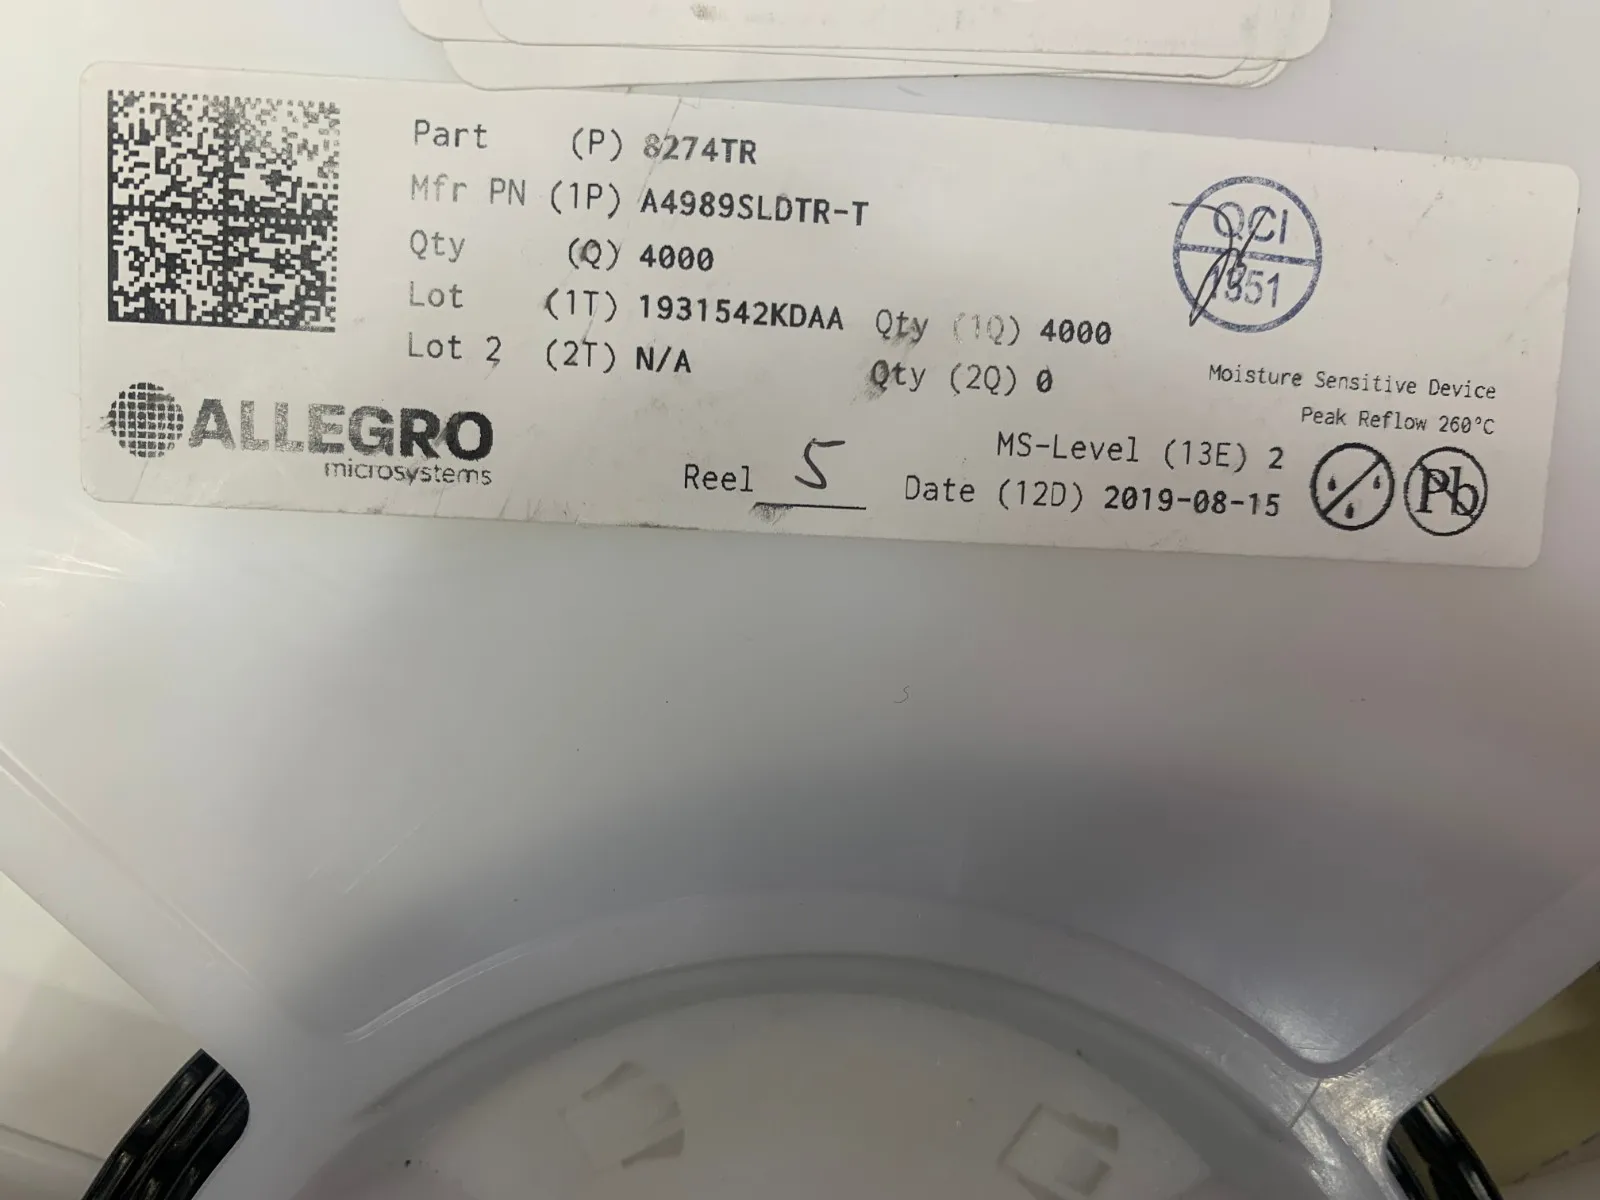 Part (P) 8274TR
Mfr PN (1P) A4989SLDTR-T
Qty (Q) 4000
Lot (1T) 1931542KDAA Qty (1Q) 4000
Lot 2 (2T) N/A Qty (2Q) 0
QCI
1351
Moisture Sensitive Device
Peak Reflow 260°C
MS-Level (13E) 2
Reel 5 Date (12D) 2019-08-15
Pb
ALLEGRO
microsystems